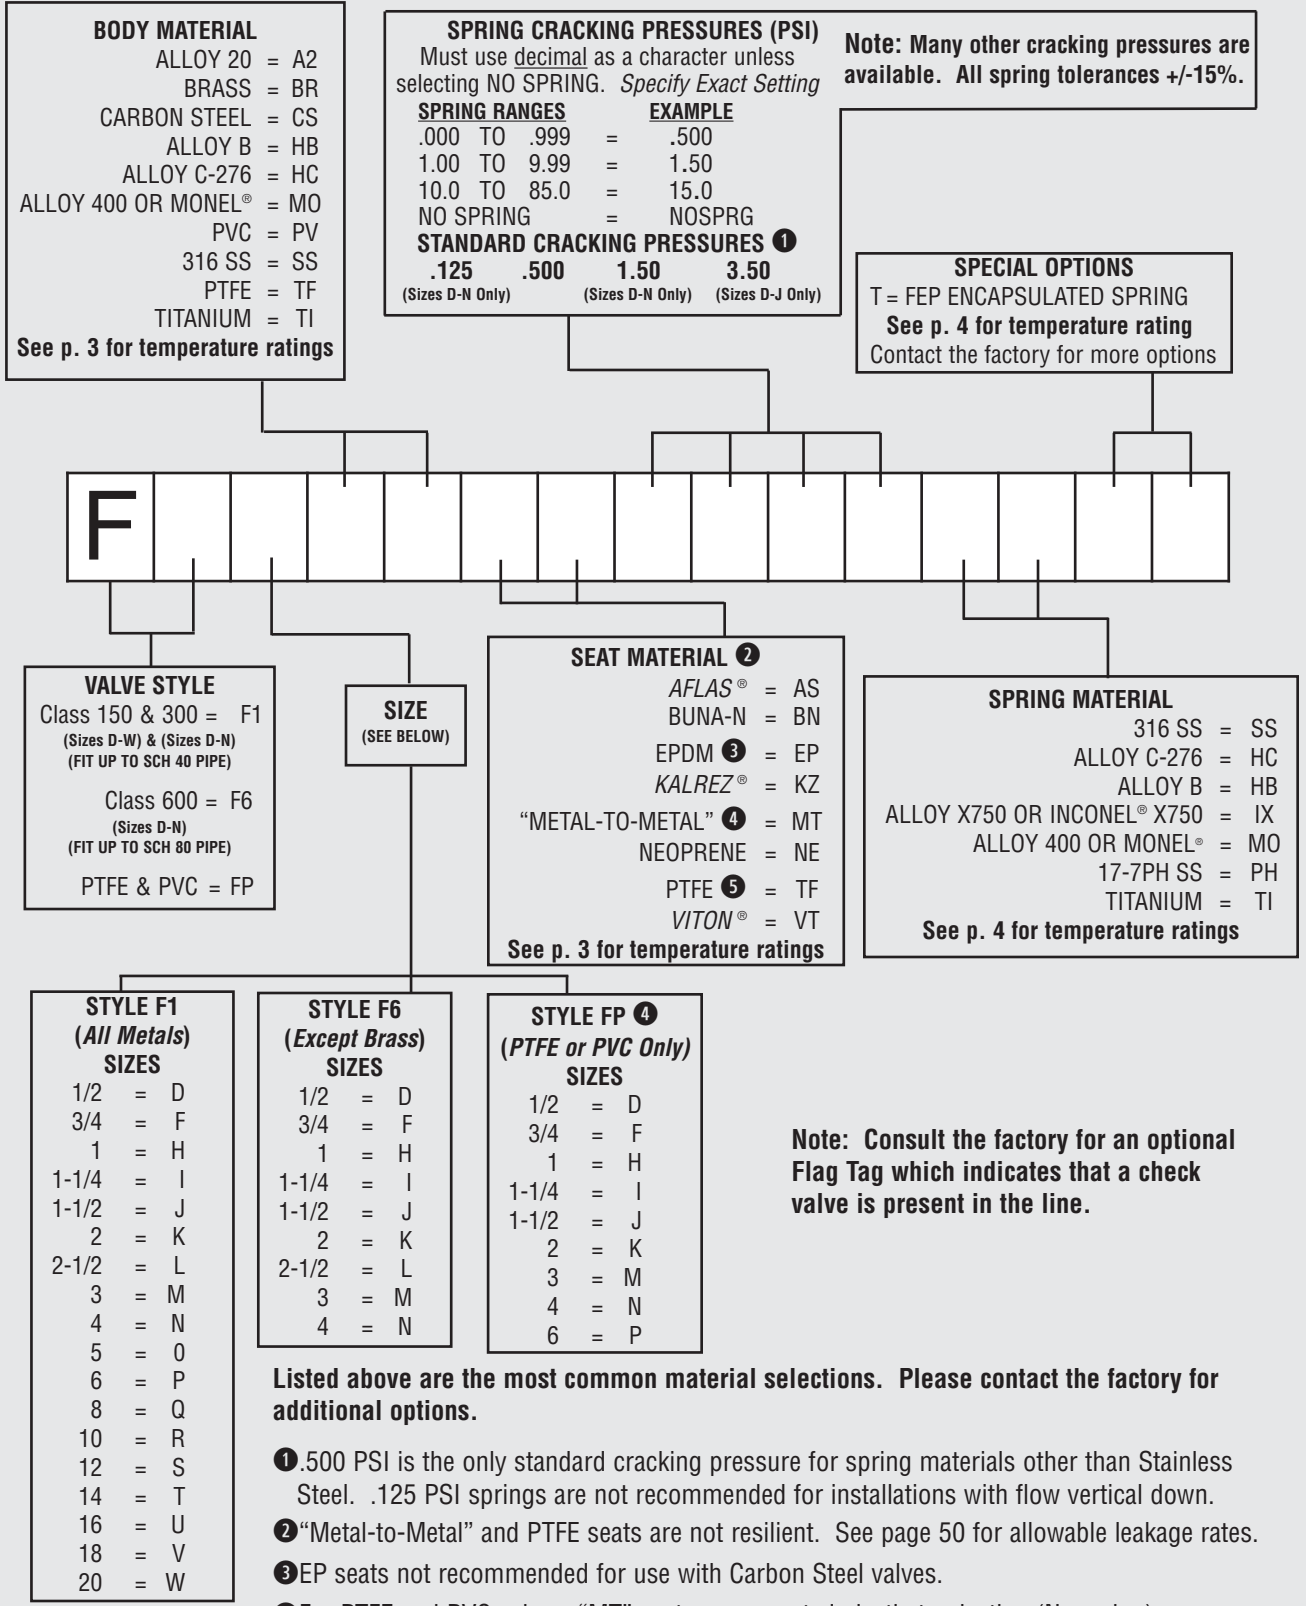 BODY MATERIAL
ALLOY 20 = A2
BRASS = BR
CARBON STEEL = CS
ALLOY B = HB
ALLOY C-276 = HC
ALLOY 400 OR MONEL® = MO
PVC = PV
316 SS = SS
PTFE = TF
TITANIUM = TI
See p. 3 for temperature ratings
SPRING CRACKING PRESSURES (PSI)
Must use decimal as a character unless
selecting NO SPRING. Specify Exact Setting
SPRING RANGES EXAMPLE
.000 TO .999 = .500
1.00 TO 9.99 = 1.50
10.0 TO 85.0 = 15.0
NO SPRING = NOSPRG
STANDARD CRACKING PRESSURES ❶
.125 .500 1.50 3.50
(Sizes D-N Only) (Sizes D-N Only) (Sizes D-J Only)
Note: Many other cracking pressures are
available. All spring tolerances +/-15%.
SPECIAL OPTIONS
T = FEP ENCAPSULATED SPRING
See p. 4 for temperature rating
Contact the factory for more options
F
VALVE STYLE
Class 150 & 300 = F1
(Sizes D-W) & (Sizes D-N)
(FIT UP TO SCH 40 PIPE)
Class 600 = F6
(Sizes D-N)
(FIT UP TO SCH 80 PIPE)
PTFE & PVC = FP
SIZE
(SEE BELOW)
SEAT MATERIAL ❷
AFLAS® = AS
BUNA-N = BN
EPDM ❸ = EP
KALREZ® = KZ
“METAL-TO-METAL” ❹ = MT
NEOPRENE = NE
PTFE ❺ = TF
VITON® = VT
See p. 3 for temperature ratings
SPRING MATERIAL
316 SS = SS
ALLOY C-276 = HC
ALLOY B = HB
ALLOY X750 OR INCONEL® X750 = IX
ALLOY 400 OR MONEL® = MO
17-7PH SS = PH
TITANIUM = TI
See p. 4 for temperature ratings
STYLE F1
(All Metals)
SIZES
1/2 = D
3/4 = F
1 = H
1-1/4 = I
1-1/2 = J
2 = K
2-1/2 = L
3 = M
4 = N
5 = O
6 = P
8 = Q
10 = R
12 = S
14 = T
16 = U
18 = V
20 = W
STYLE F6
(Except Brass)
SIZES
1/2 = D
3/4 = F
1 = H
1-1/4 = I
1-1/2 = J
2 = K
2-1/2 = L
3 = M
4 = N
STYLE FP ❹
(PTFE or PVC Only)
SIZES
1/2 = D
3/4 = F
1 = H
1-1/4 = I
1-1/2 = J
2 = K
3 = M
4 = N
6 = P
Note: Consult the factory for an optional
Flag Tag which indicates that a check
valve is present in the line.
Listed above are the most common material selections. Please contact the factory for
additional options.
❶.500 PSI is the only standard cracking pressure for spring materials other than Stainless
Steel. .125 PSI springs are not recommended for installations with flow vertical down.
❷“Metal-to-Metal” and PTFE seats are not resilient. See page 50 for allowable leakage rates.
❸EP seats not recommended for use with Carbon Steel valves.